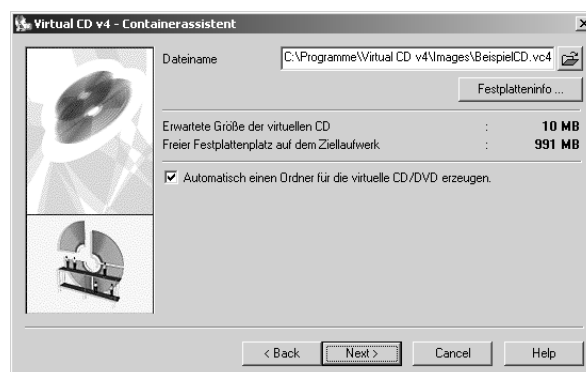 Virtual CD v4 - Containerassistent
Dateiname C:\Programme\Virtual CD v4\Images\BeispielCD.vc4
Festplatteninfo ...
Erwartete Größe der virtuellen CD : 10 MB
Freier Festplattenplatz auf dem Ziellaufwerk : 991 MB
Automatisch einen Ordner für die virtuelle CD/DVD erzeugen.
< Back Next > Cancel Help